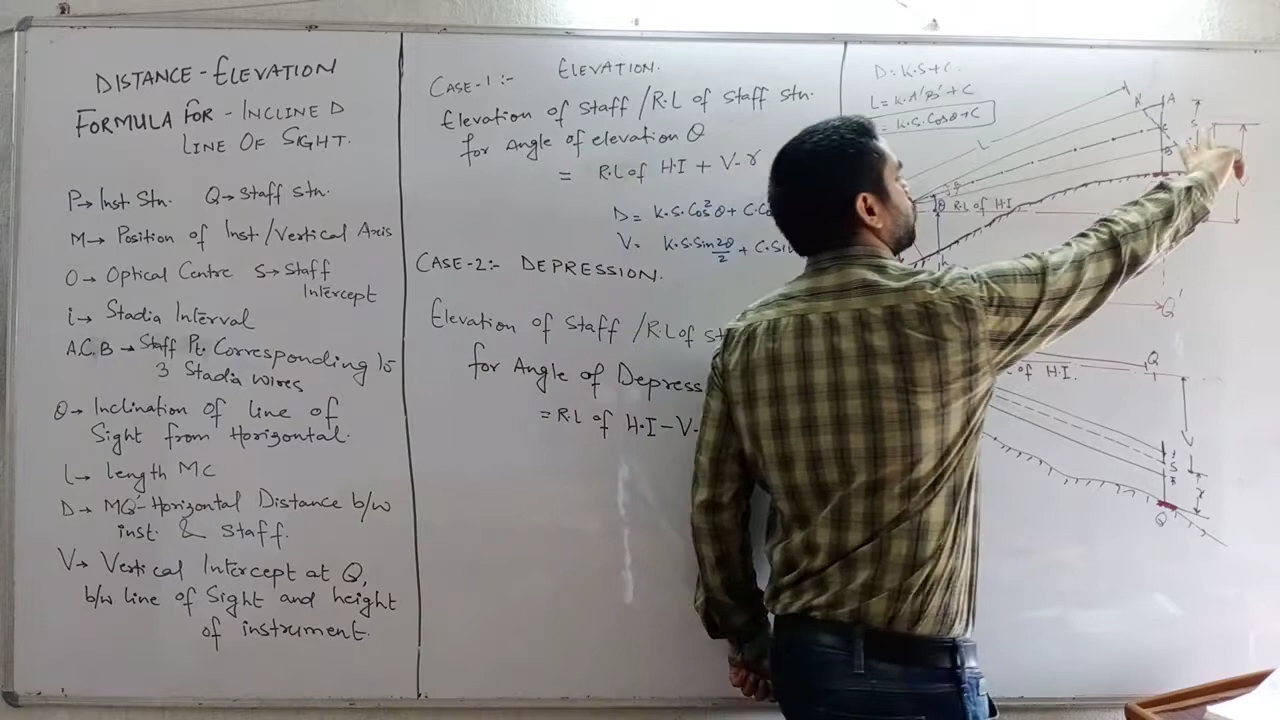 DISTANCE - ELEVATION
FORMULA FOR - INCLINED
LINE OF SIGHT.
P→ Inst. Stn. Q→ Staff stn.
M→ Position of Inst./Vertical Axis
O→ Optical Centre S→ Staff
Intercept
i→ Stadia Interval
A.C.B → Staff Pt. Corresponding to
3 Stadia wires
θ→ Inclination of line of
Sight from Horizontal.
L→ Length MC
D→ MQ'-Horizontal Distance b/w
inst. & Staff.
V→ Vertical Intercept at Q,
b/w line of Sight and height
of instrument.
CASE-1:- ELEVATION.
Elevation of Staff /R.L of Staff Stn.
for Angle of elevation θ
= R.L of H.I + V-r
D= K.S.Cos²θ + C.
V= K.S.Sin2θ/2 + C.
CASE-2:- DEPRESSION.
Elevation of Staff /R.L of
for Angle of
= R.L of H.I - V-
D= K.S+C.
L= K.A'B' + C
= K.S.Cosθ+C
L
A' A
C
B
S
θ R.L of H.I
h
Q'
Q
of H.I.
S
r
Q